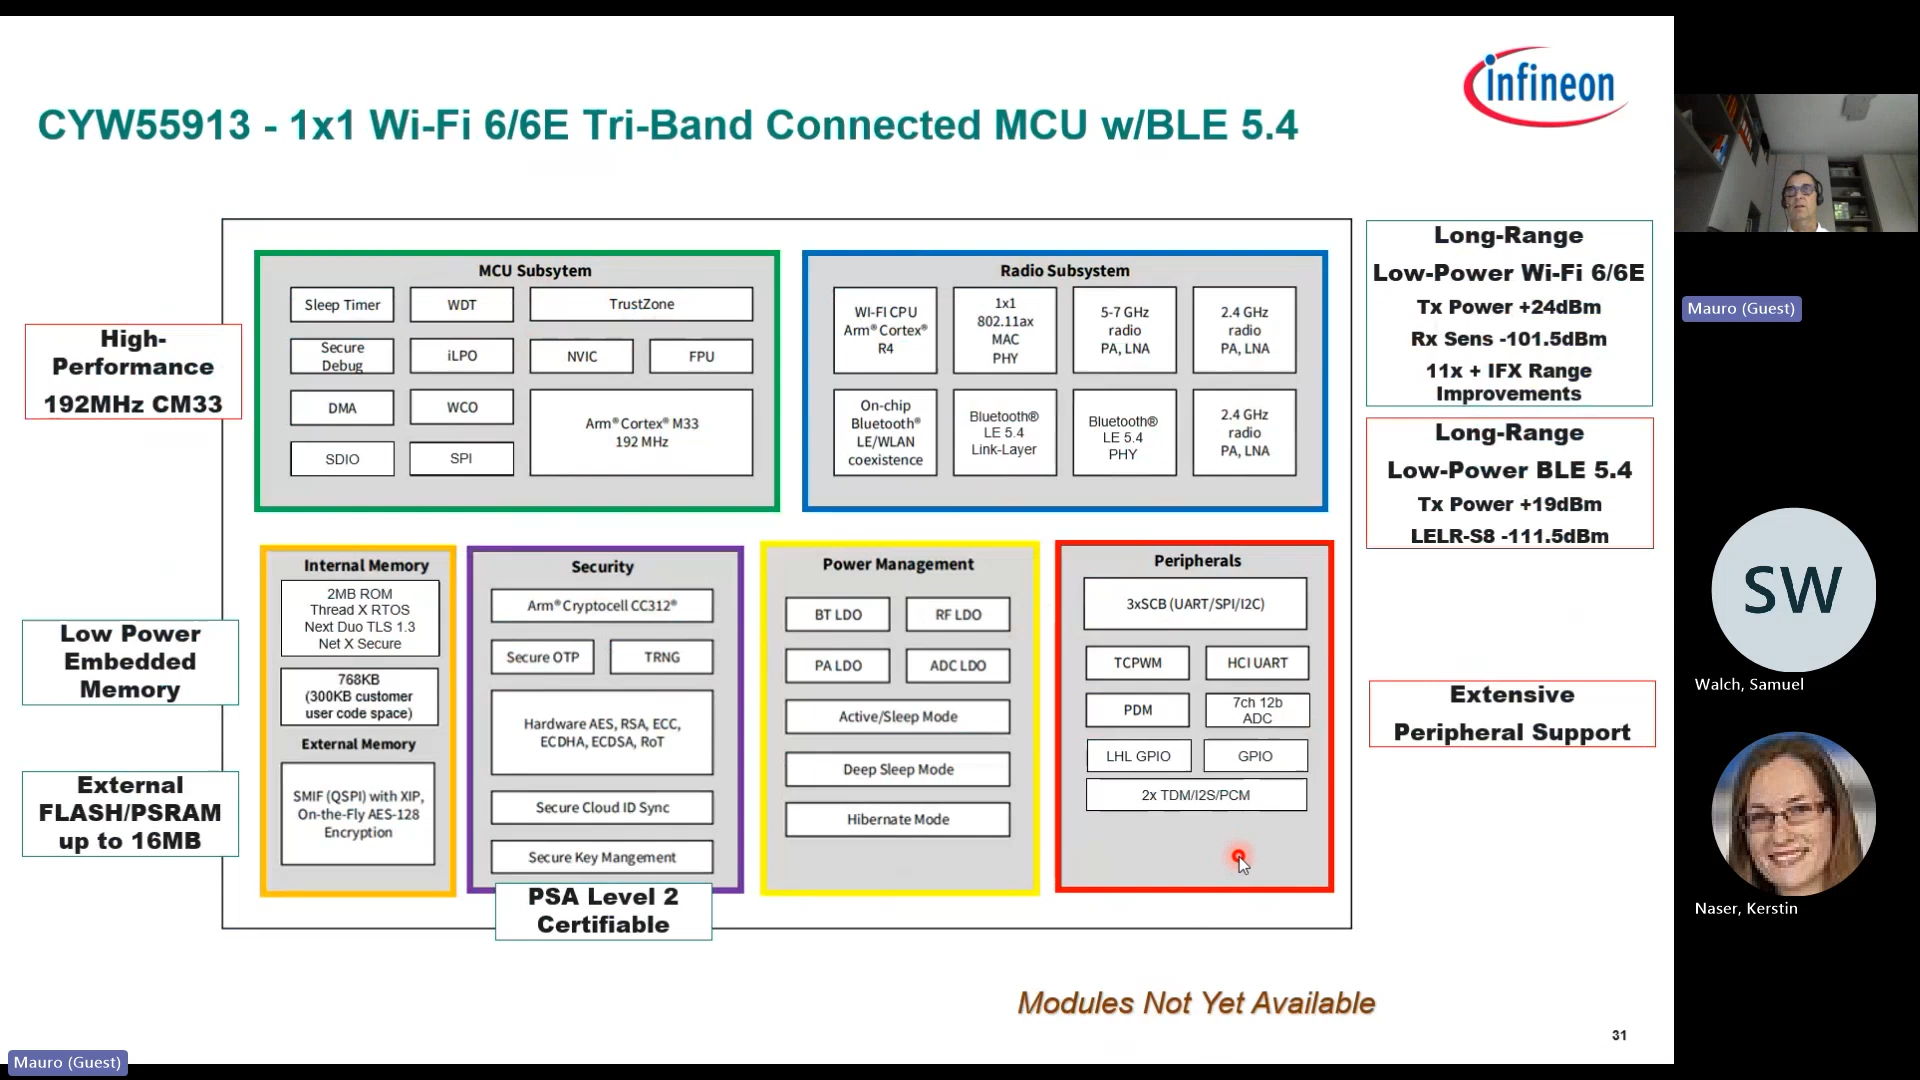 infineon
CYW55913 - 1x1 Wi-Fi 6/6E Tri-Band Connected MCU w/BLE 5.4
High-
Performance
192MHz CM33
Low Power
Embedded
Memory
External
FLASH/PSRAM
up to 16MB
MCU Subsytem
Sleep Timer
WDT
TrustZone
Secure
Debug
iLPO
NVIC
FPU
DMA
WCO
Arm® Cortex® M33
192 MHz
SDIO
SPI
Radio Subsystem
WI-FI CPU
Arm® Cortex®
R4
1x1
802.11ax
MAC
PHY
5-7 GHz
radio
PA, LNA
2.4 GHz
radio
PA, LNA
On-chip
Bluetooth®
LE/WLAN
coexistence
Bluetooth®
LE 5.4
Link-Layer
Bluetooth®
LE 5.4
PHY
2.4 GHz
radio
PA, LNA
Internal Memory
2MB ROM
Thread X RTOS
Next Duo TLS 1.3
Net X Secure
768KB
(300KB customer
user code space)
External Memory
SMIF (QSPI) with XIP,
On-the-Fly AES-128
Encryption
Security
Arm® Cryptocell CC312®
Secure OTP
TRNG
Hardware AES, RSA, ECC,
ECDHA, ECDSA, RoT
Secure Cloud ID Sync
Secure Key Mangement
PSA Level 2
Certifiable
Power Management
BT LDO
RF LDO
PA LDO
ADC LDO
Active/Sleep Mode
Deep Sleep Mode
Hibernate Mode
Peripherals
3xSCB (UART/SPI/I2C)
TCPWM
HCI UART
PDM
7ch 12b
ADC
LHL GPIO
GPIO
2x TDM/I2S/PCM
Long-Range
Low-Power Wi-Fi 6/6E
Tx Power +24dBm
Rx Sens -101.5dBm
11x + IFX Range
Improvements
Long-Range
Low-Power BLE 5.4
Tx Power +19dBm
LELR-S8 -111.5dBm
Extensive
Peripheral Support
Modules Not Yet Available
31
Mauro (Guest)
Mauro (Guest)
SW
Walch, Samuel
Naser, Kerstin